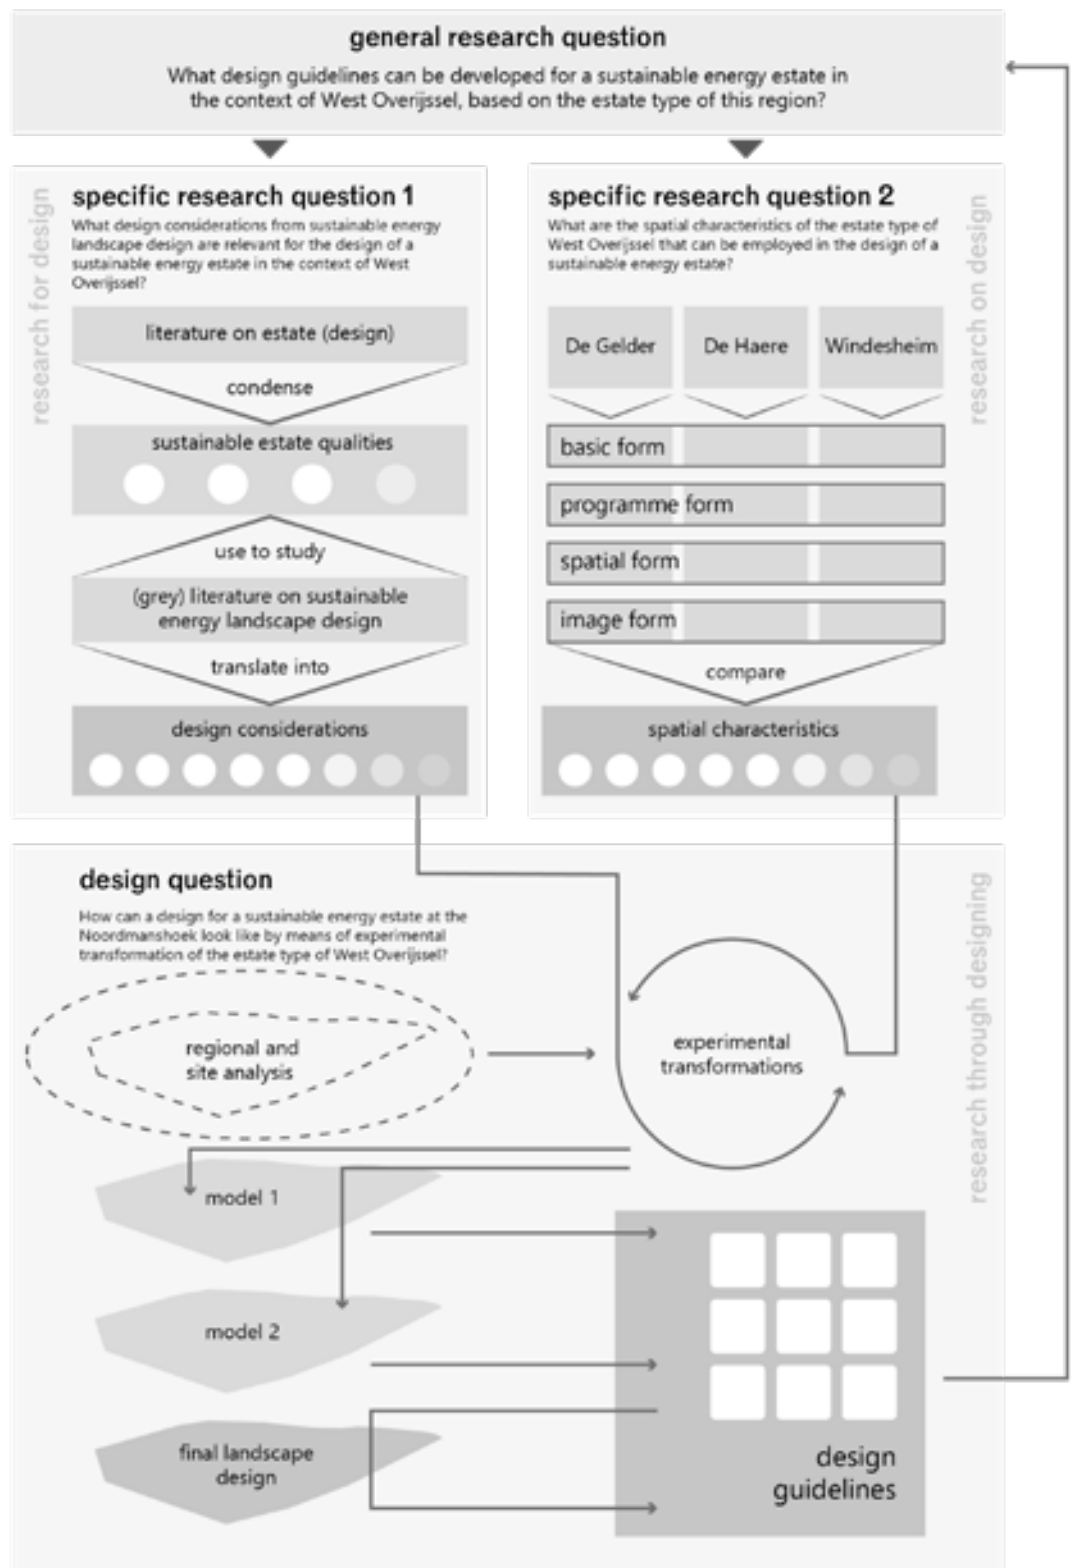 general research question
What design guidelines can be developed for a sustainable energy estate in
the context of West Overijssel, based on the estate type of this region?
research for design
specific research question 1
What design considerations from sustainable energy
landscape design are relevant for the design of a
sustainable energy estate in the context of West
Overijssel?
literature on estate (design)
condense
sustainable estate qualities
use to study
(grey) literature on sustainable
energy landscape design
translate into
design considerations
specific research question 2
What are the spatial characteristics of the estate type of
West Overijssel that can be employed in the design of a
sustainable energy estate?
research on design
De Gelder
De Haere
Windesheim
basic form
programme form
spatial form
image form
compare
spatial characteristics
design question
How can a design for a sustainable energy estate at the
Noordmanshoek look like by means of experimental
transformation of the estate type of West Overijssel?
research through designing
regional and
site analysis
experimental
transformations
model 1
model 2
final landscape
design
design
guidelines